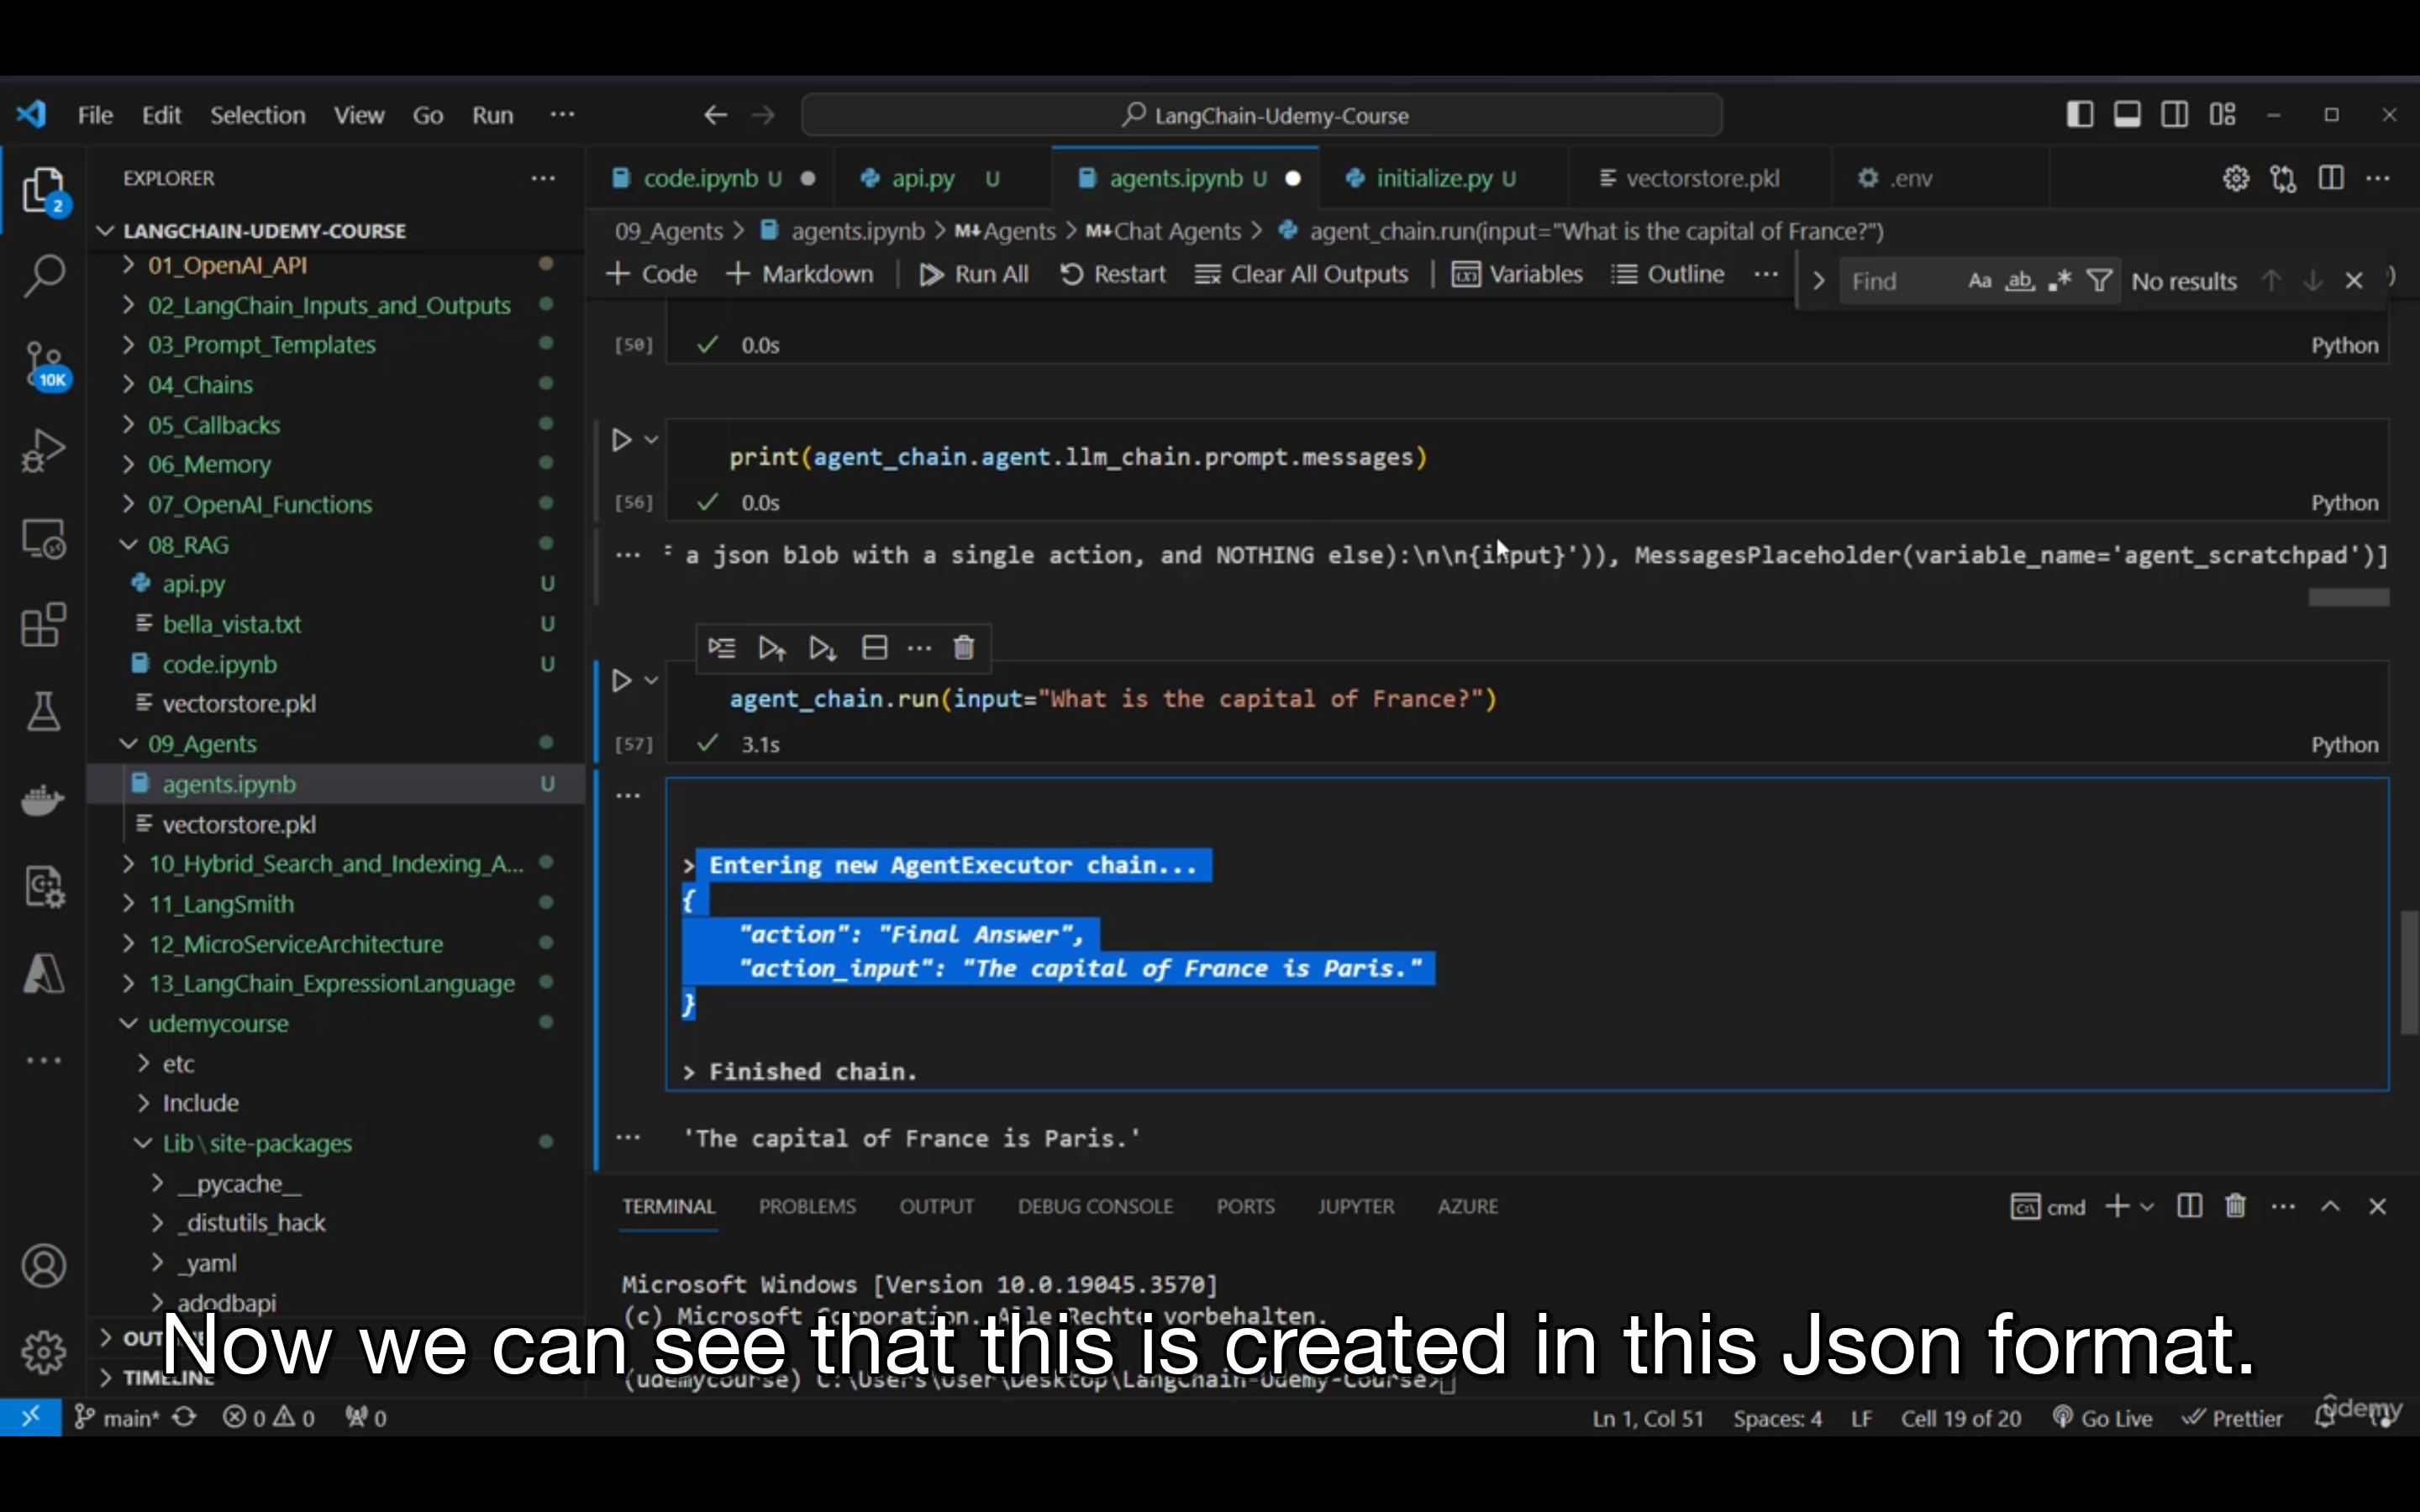 File Edit Selection View Go Run ...
LangChain-Udemy-Course
EXPLORER
LANGCHAIN-UDEMY-COURSE
01_OpenAI_API
02_LangChain_Inputs_and_Outputs
03_Prompt_Templates
04_Chains
05_Callbacks
06_Memory
07_OpenAI_Functions
08_RAG
api.py U
bella_vista.txt U
code.ipynb U
vectorstore.pkl
09_Agents
agents.ipynb U
vectorstore.pkl
10_Hybrid_Search_and_Indexing_A...
11_LangSmith
12_MicroServiceArchitecture
13_LangChain_ExpressionLanguage
udemycourse
etc
Include
Lib\site-packages
__pycache__
_distutils_hack
_yaml
adodbapi
TIMELINE
2
10K
code.ipynb U api.py U agents.ipynb U initialize.py U vectorstore.pkl .env
09_Agents > agents.ipynb > M↓Agents > M↓Chat Agents > agent_chain.run(input="What is the capital of France?")
+ Code + Markdown Run All Restart Clear All Outputs Variables Outline ...
Find Aa ab No results
[50] 0.0s Python
print(agent_chain.agent.llm_chain.prompt.messages)
[56] 0.0s Python
a json blob with a single action, and NOTHING else):\n\n{input}')), MessagesPlaceholder(variable_name='agent_scratchpad')]
agent_chain.run(input="What is the capital of France?")
[57] 3.1s Python
> Entering new AgentExecutor chain...
{
"action": "Final Answer",
"action_input": "The capital of France is Paris."
}
> Finished chain.
'The capital of France is Paris.'
TERMINAL PROBLEMS OUTPUT DEBUG CONSOLE PORTS JUPYTER AZURE
cmd
Microsoft Windows [Version 10.0.19045.3570]
(c) Microsoft Corporation. Alle Rechte vorbehalten.
(udemycourse) C:\Users\User\Desktop\LangChain-Udemy-Course>
Now we can see that this is created in this Json format.
main* 0 0 0
Ln 1, Col 51 Spaces: 4 LF Cell 19 of 20 Go Live Prettier
ûdemy